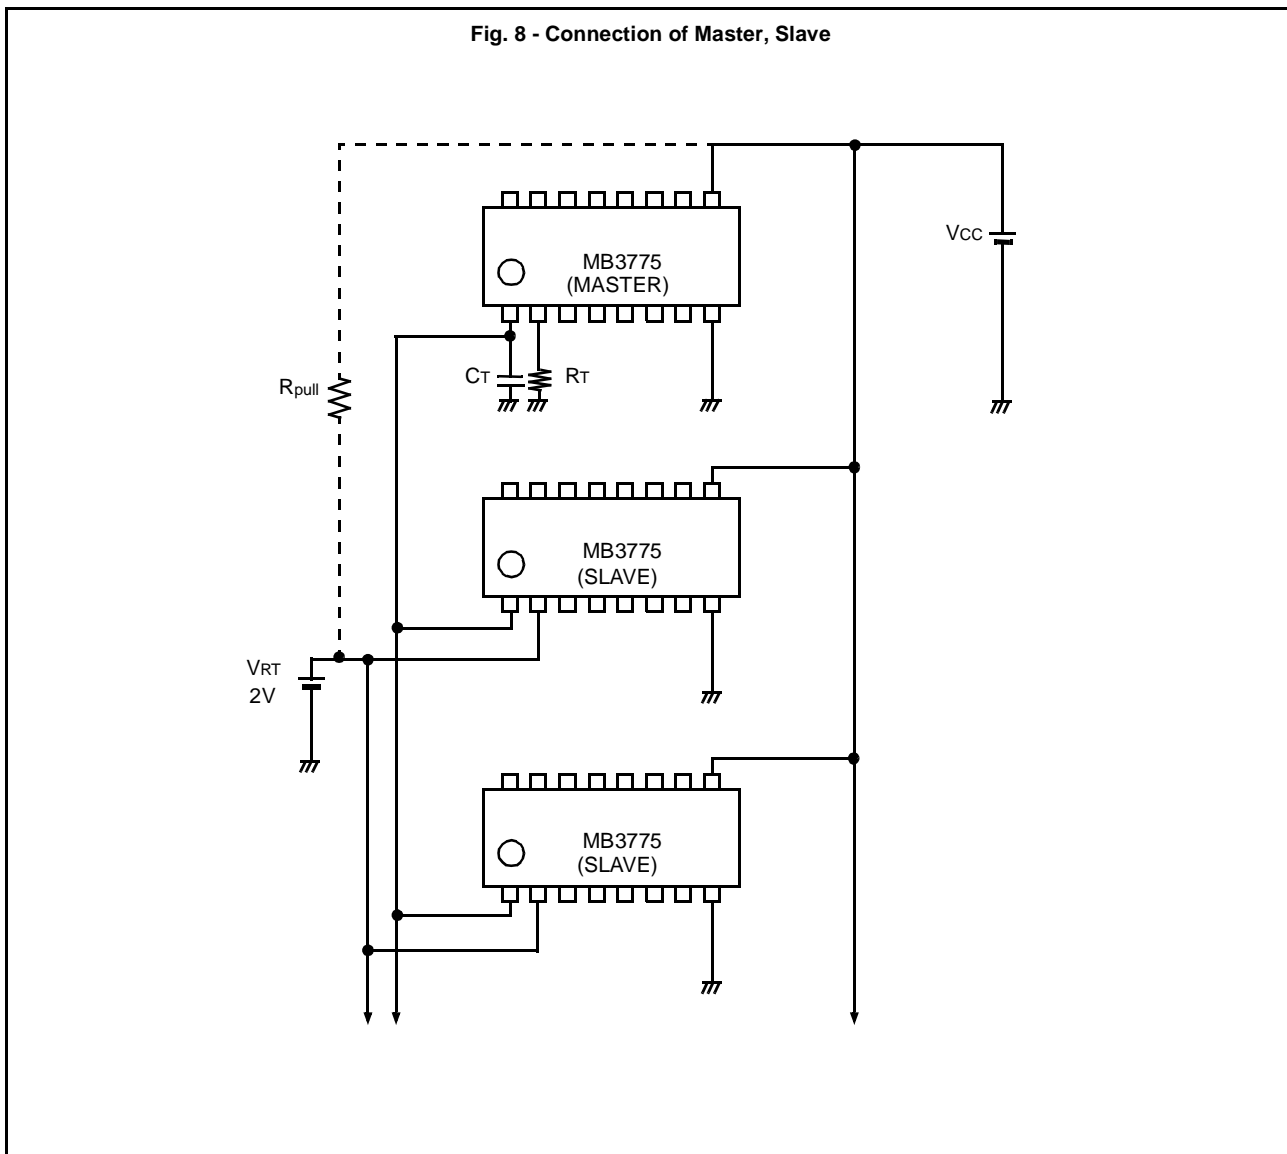 Fig. 8 - Connection of Master, Slave
VCC
MB3775
(MASTER)
Rpull
CT
RT
MB3775
(SLAVE)
VRT
2V
MB3775
(SLAVE)